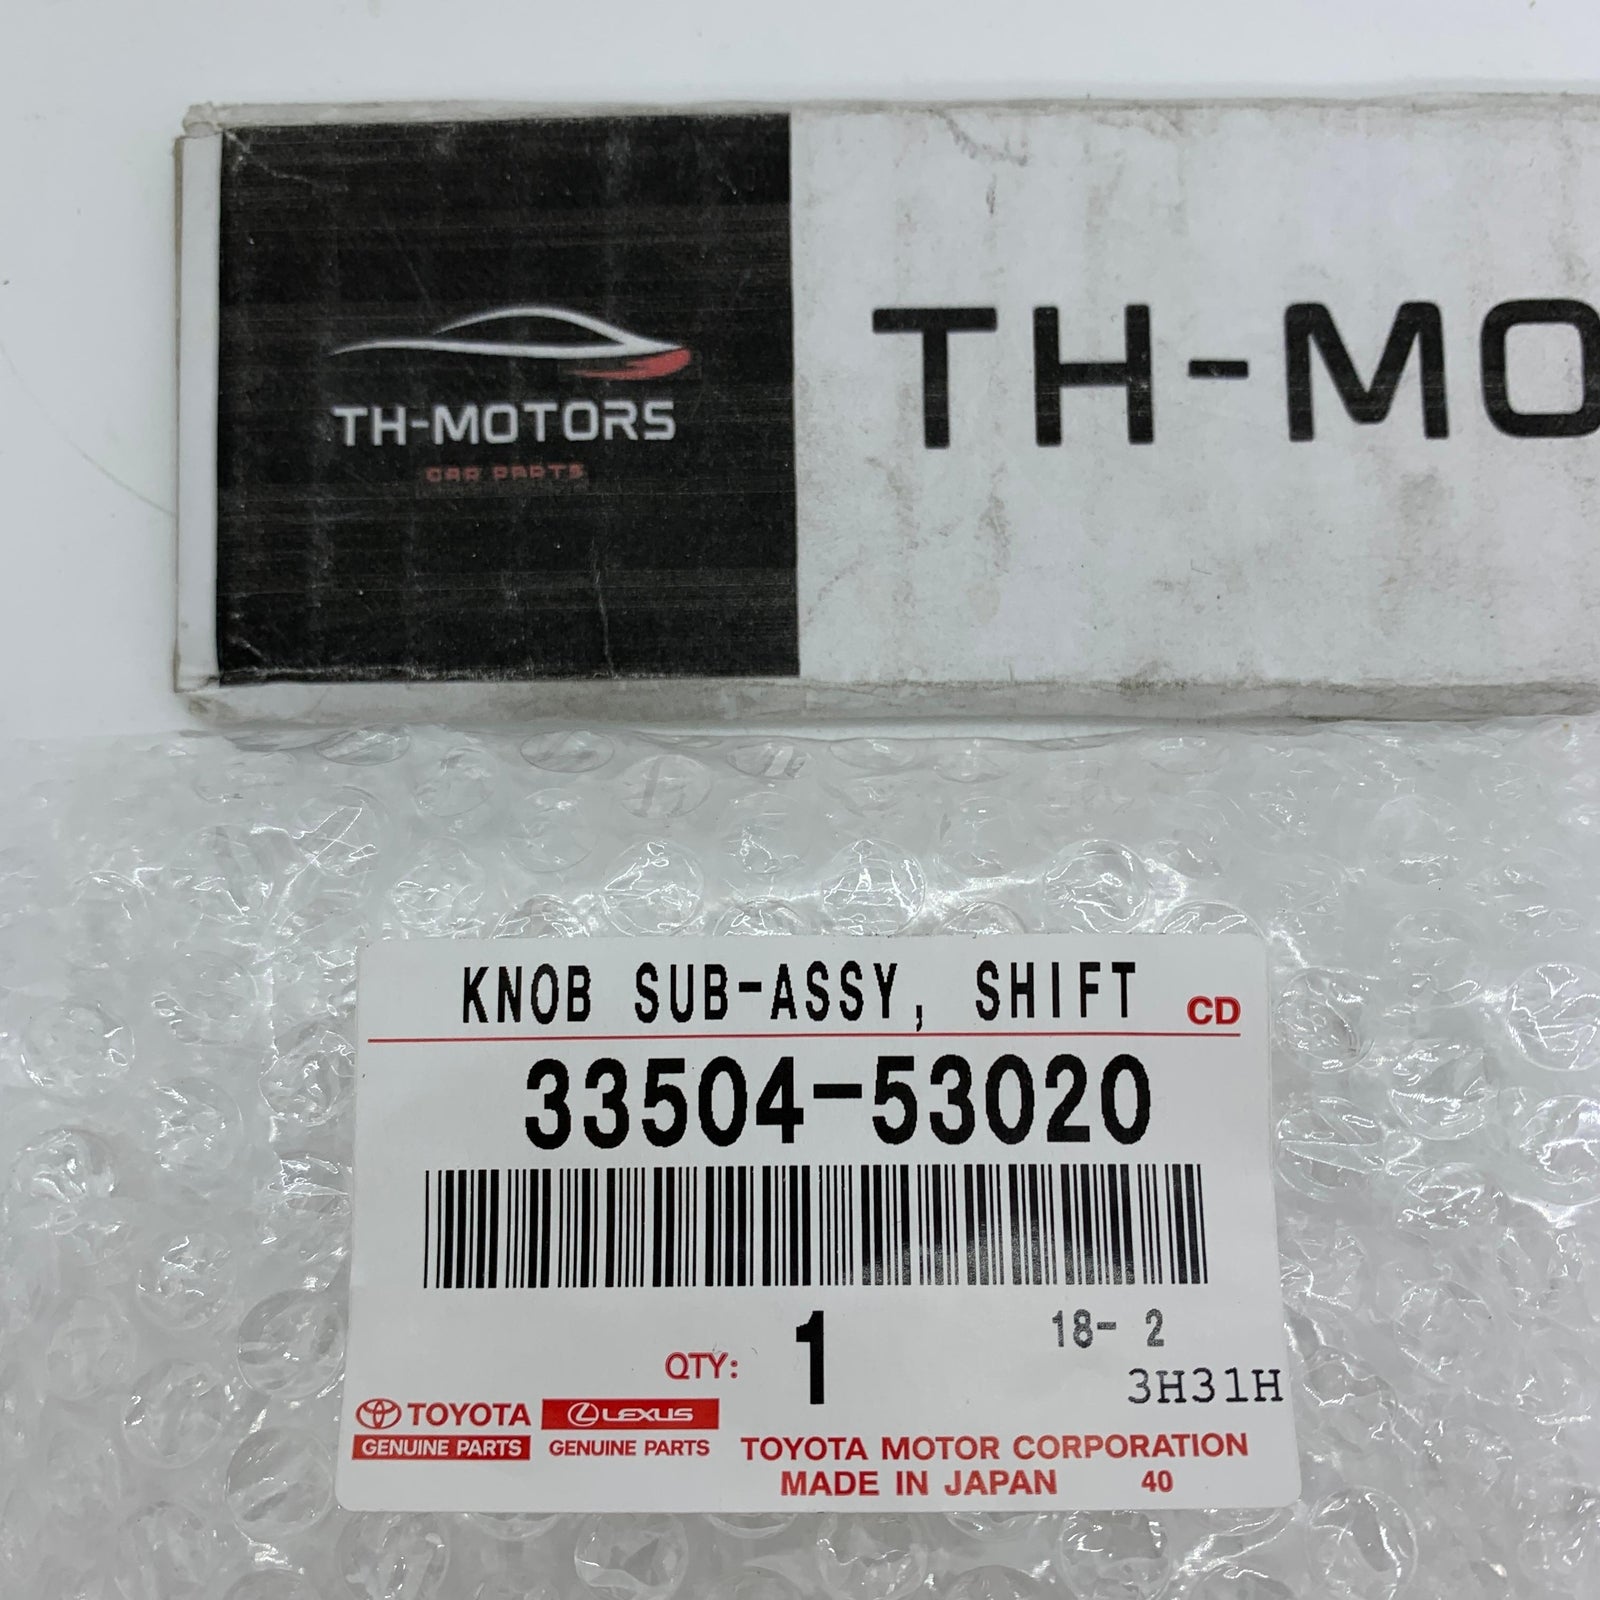 TH-MOTORS
CAR PARTS
TH-MO
KNOB SUB-ASSY, SHIFT CD
33504-53020
18- 2
QTY: 1
3H31H
TOYOTA LEXUS
GENUINE PARTS GENUINE PARTS
TOYOTA MOTOR CORPORATION
MADE IN JAPAN 40